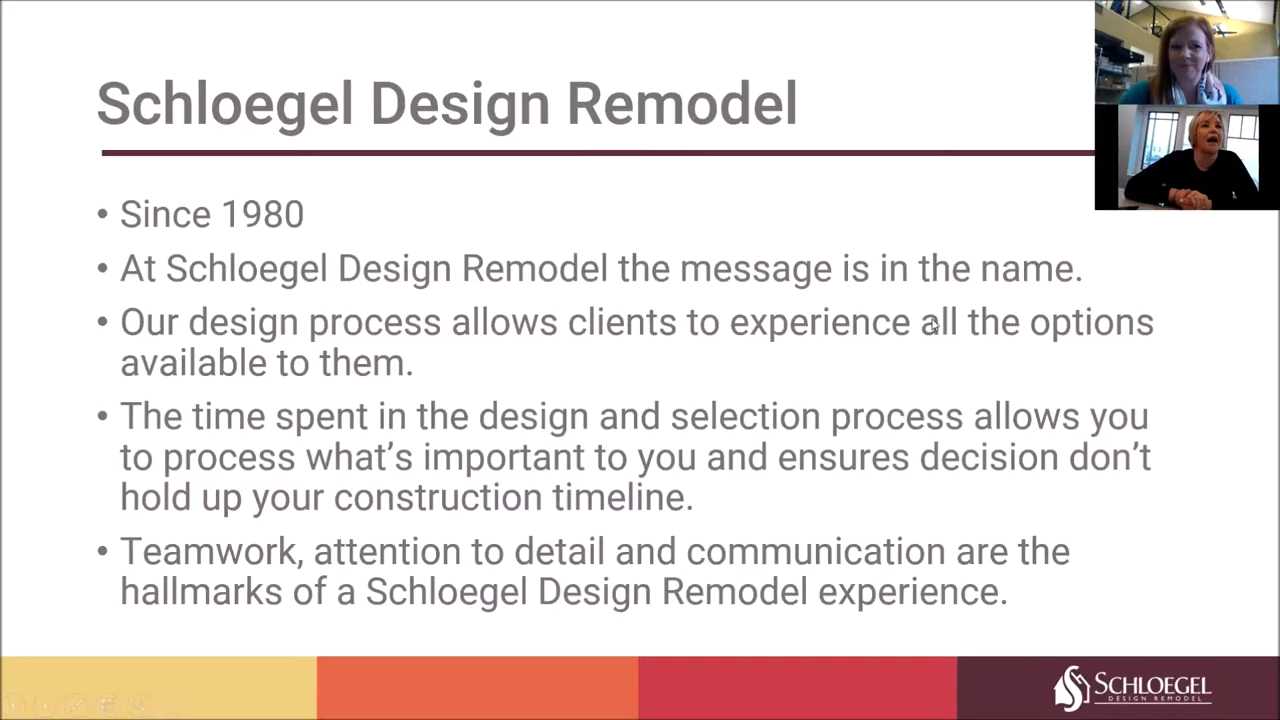 Schloegel Design Remodel
• Since 1980
• At Schloegel Design Remodel the message is in the name.
• Our design process allows clients to experience all the options
available to them.
• The time spent in the design and selection process allows you
to process what's important to you and ensures decision don't
hold up your construction timeline.
• Teamwork, attention to detail and communication are the
hallmarks of a Schloegel Design Remodel experience.
SCHLOEGEL
DESIGN REMODEL